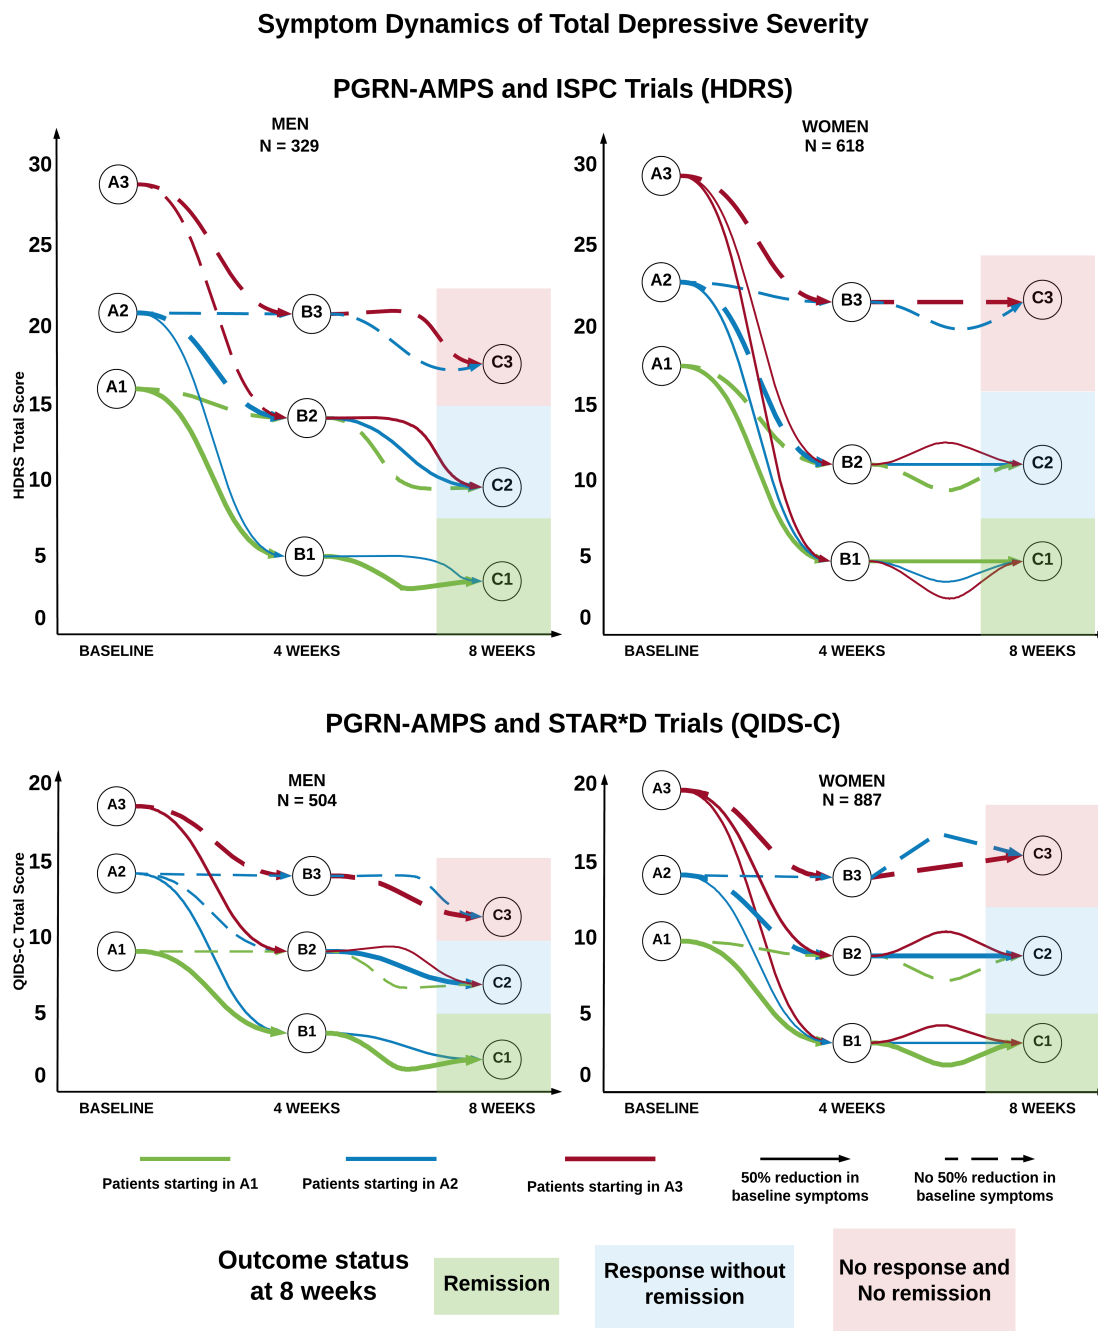 Symptom Dynamics of Total Depressive Severity
PGRN-AMPS and ISPC Trials (HDRS)
MEN
N = 329
30
25
20
15
10
5
0
HDRS Total Score
A3
A2
A1
B3
B2
B1
C3
C2
C1
BASELINE
4 WEEKS
8 WEEKS
WOMEN
N = 618
30
25
20
15
10
5
0
A3
A2
A1
B3
B2
B1
C3
C2
C1
BASELINE
4 WEEKS
8 WEEKS
PGRN-AMPS and STAR*D Trials (QIDS-C)
MEN
N = 504
20
15
10
5
0
QIDS-C Total Score
A3
A2
A1
B3
B2
B1
C3
C2
C1
BASELINE
4 WEEKS
8 WEEKS
WOMEN
N = 887
20
15
10
5
0
A3
A2
A1
B3
B2
B1
C3
C2
C1
BASELINE
4 WEEKS
8 WEEKS
Patients starting in A1
Patients starting in A2
Patients starting in A3
50% reduction in
baseline symptoms
No 50% reduction in
baseline symptoms
Outcome status
at 8 weeks
Remission
Response without
remission
No response and
No remission